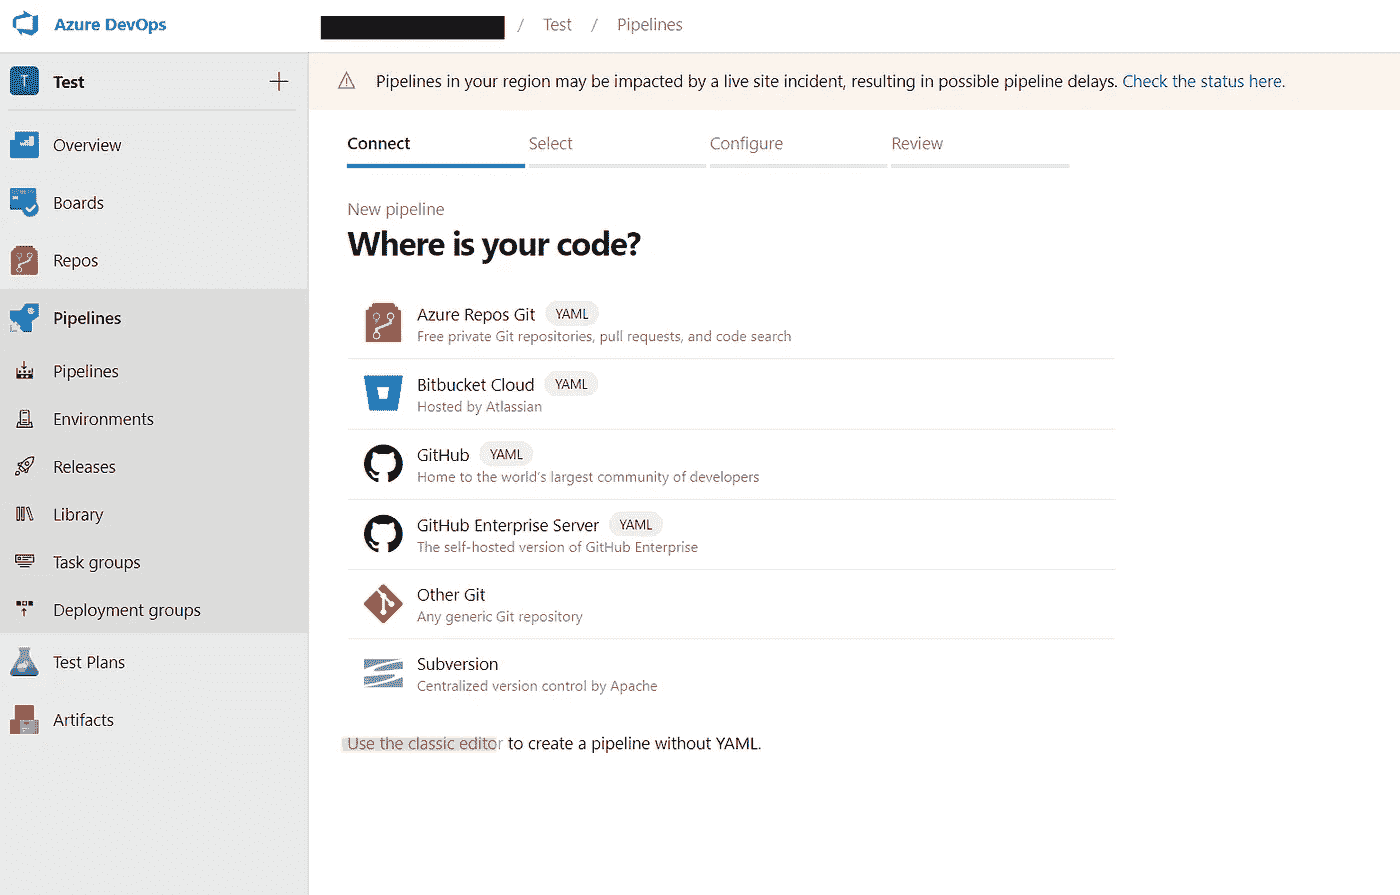 Azure DevOps
/ Test / Pipelines
T Test +
Pipelines in your region may be impacted by a live site incident, resulting in possible pipeline delays. Check the status here.
Overview
Boards
Repos
Pipelines
Pipelines
Environments
Releases
Library
Task groups
Deployment groups
Test Plans
Artifacts
Connect Select Configure Review
New pipeline
Where is your code?
Azure Repos Git YAML
Free private Git repositories, pull requests, and code search
Bitbucket Cloud YAML
Hosted by Atlassian
GitHub YAML
Home to the world's largest community of developers
GitHub Enterprise Server YAML
The self-hosted version of GitHub Enterprise
Other Git
Any generic Git repository
Subversion
Centralized version control by Apache
Use the classic editor to create a pipeline without YAML.